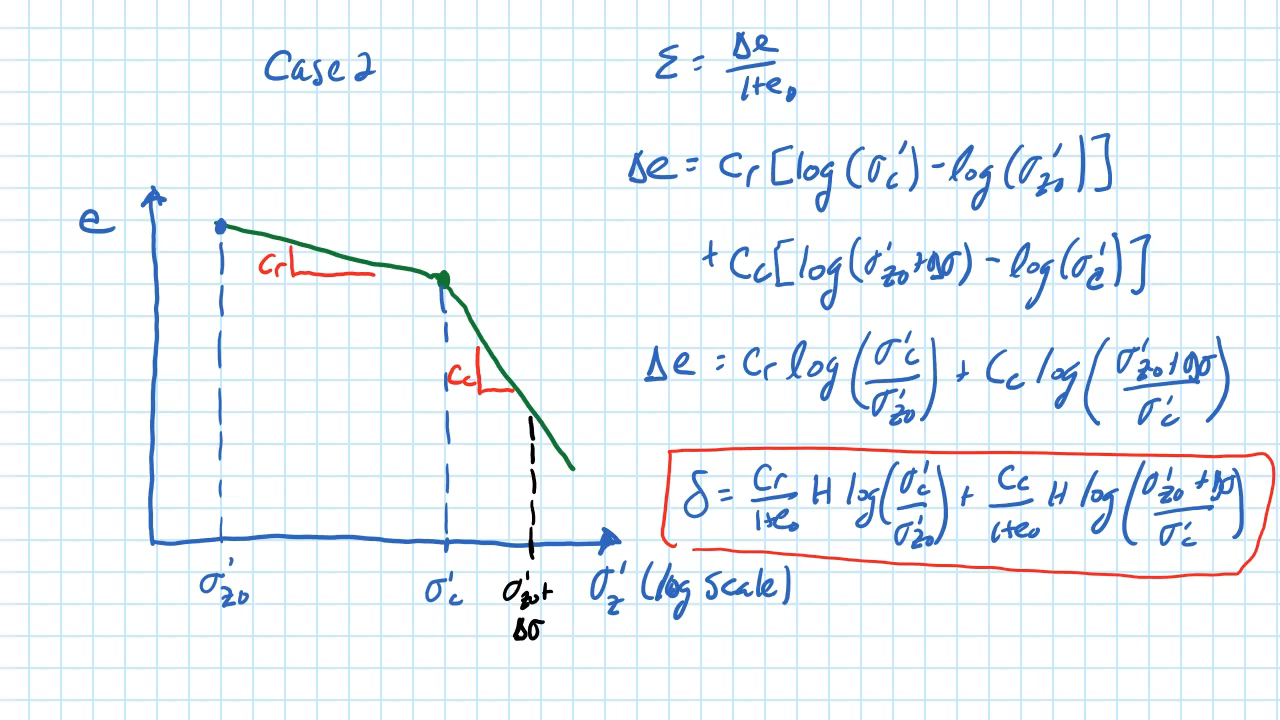 Case 2
ε = Δe / 1+e₀
Δe = Cr [log(σ'c) - log(σ'z0)]
+ Cc [log(σ'z0+Δσ) - log(σ'c)]
Δe = Cr log(σ'c / σ'z0) + Cc log(σ'z0+Δσ / σ'c)
δ = Cr / 1+e₀ H log(σ'c / σ'z0) + Cc / 1+e₀ H log(σ'z0+Δσ / σ'c)
e
Cr
Cc
σ'z0
σ'c
σ'z0+
Δσ
σ'z (log scale)